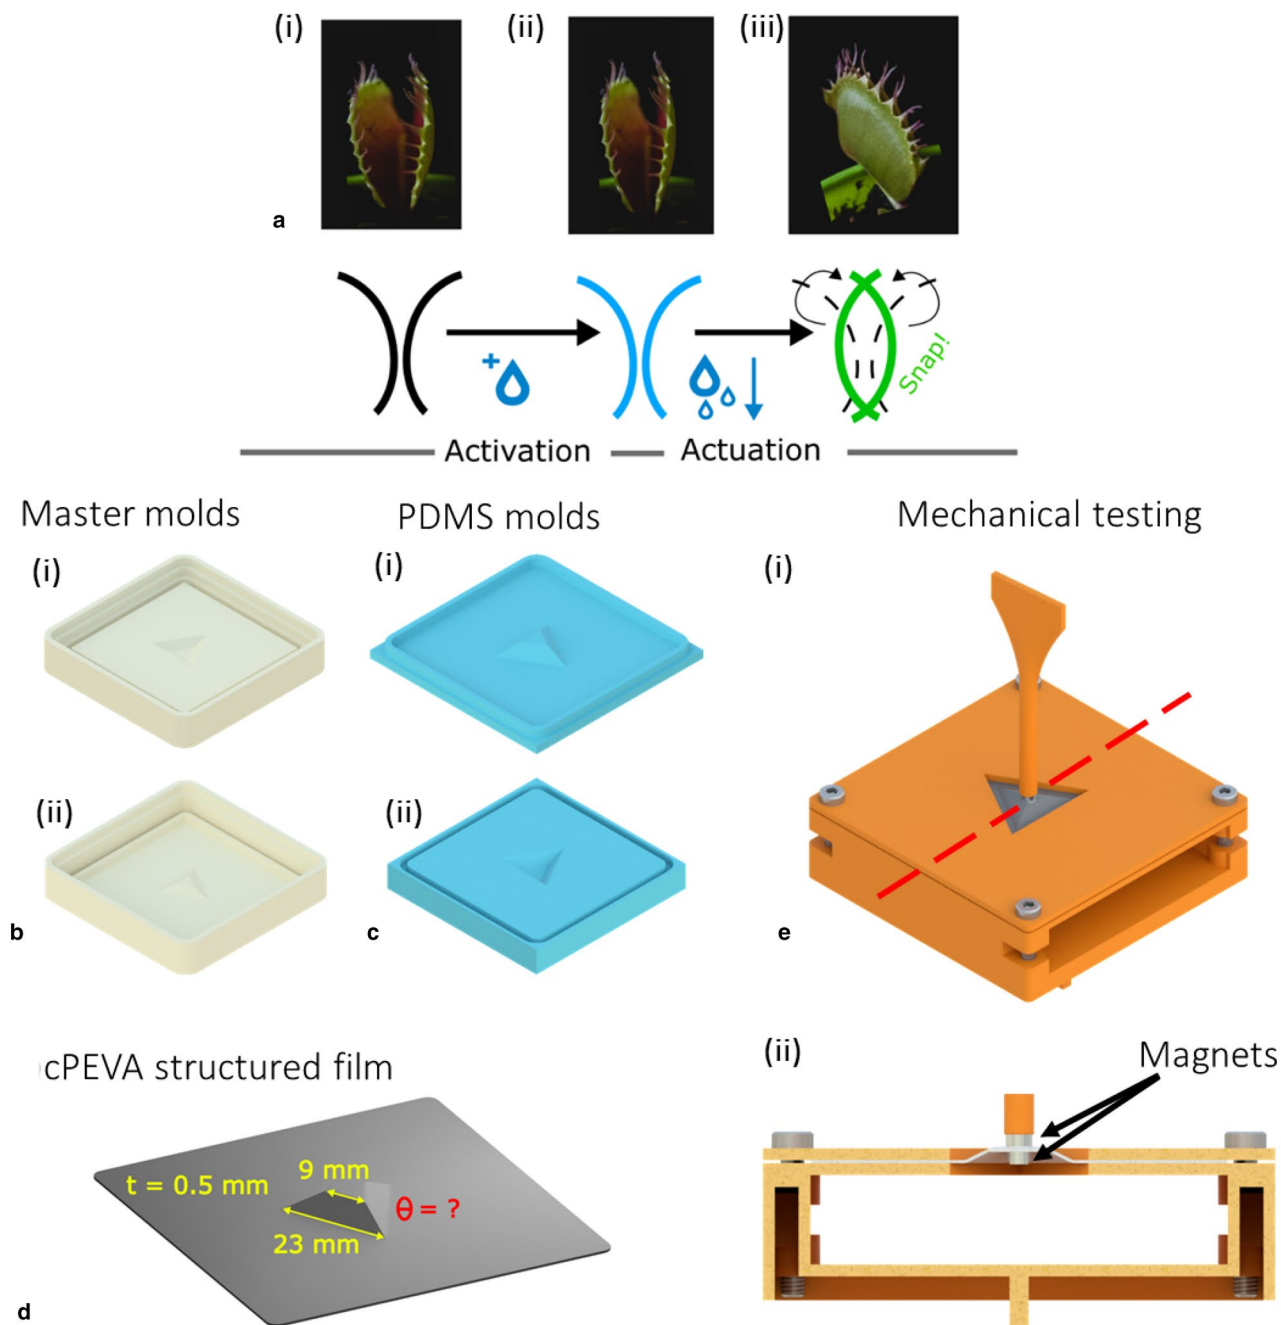 (i)
(ii)
(iii)
a
+
Snap!
Activation
Actuation
Master molds
PDMS molds
Mechanical testing
(i)
(i)
(i)
(ii)
(ii)
b
c
e
cPEVA structured film
(ii)
Magnets
t = 0.5 mm
9 mm
θ = ?
23 mm
d